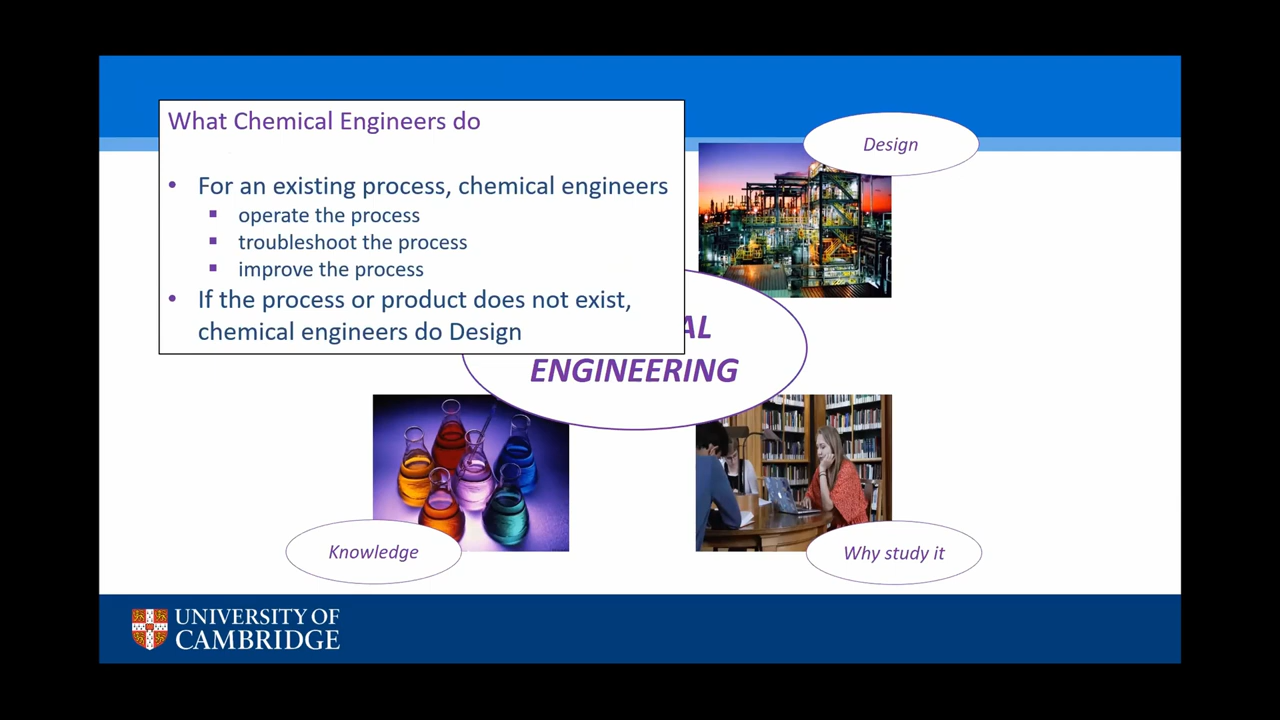 What Chemical Engineers do
• For an existing process, chemical engineers
▪ operate the process
▪ troubleshoot the process
▪ improve the process
• If the process or product does not exist,
chemical engineers do Design
Design
AL
ENGINEERING
Knowledge
Why study it
UNIVERSITY OF
CAMBRIDGE